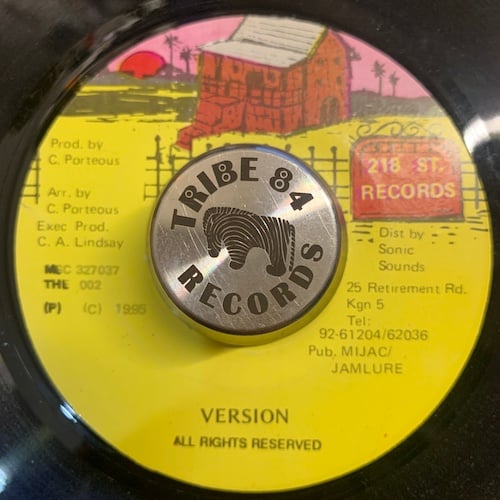 Prod. by
C. Porteous
Arr. by
C. Porteous
Exec Prod.
C. A. Lindsay
MEC 327037
THE 002
(P) (C) 1995
TRIBE 84
RECORDS
218 ST.
RECORDS
Dist by
Sonic
Sounds
25 Retirement Rd.
Kgn 5
Tel:
92-61204/62036
Pub. MIJAC/
JAMLURE
VERSION
ALL RIGHTS RESERVED